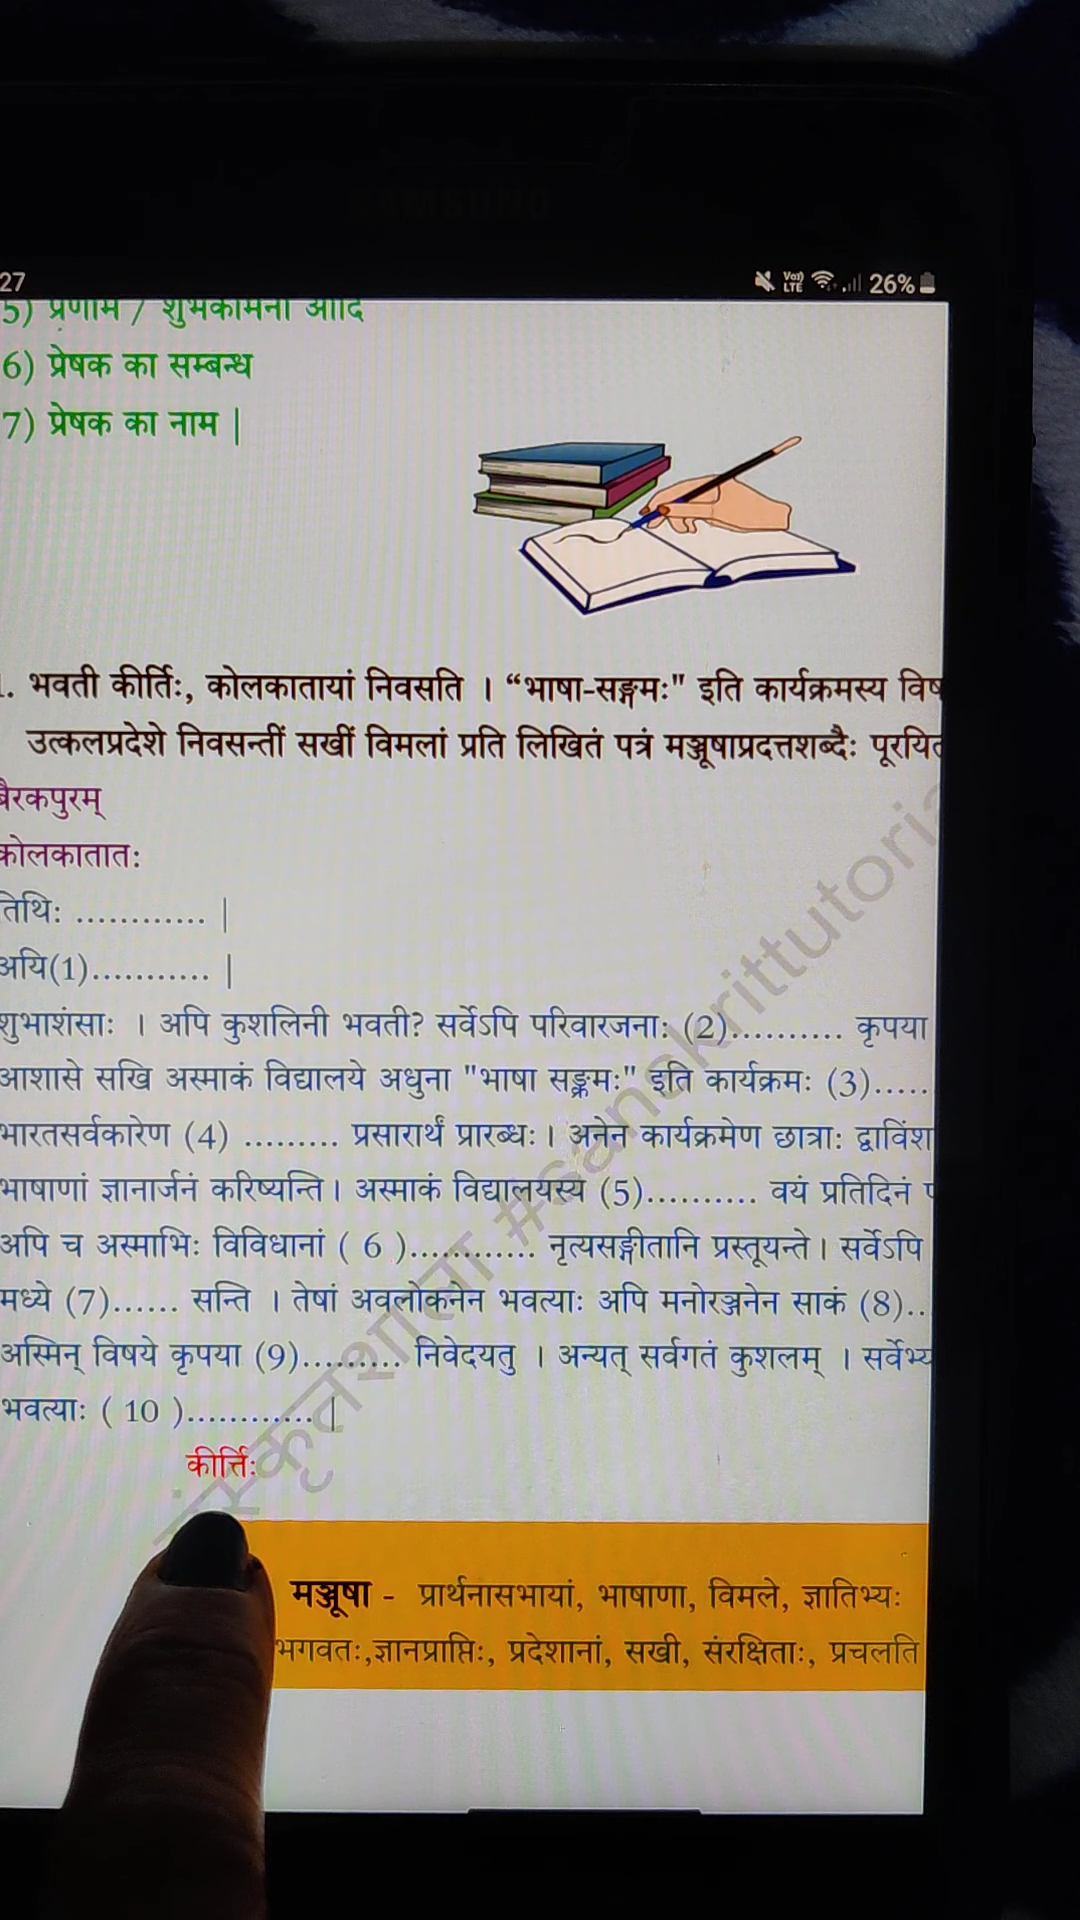 27
Vo) LTE 26%
5) प्रणाम / शुभकामना आदि
6) प्रेषक का सम्बन्ध
7) प्रेषक का नाम |
. भवती कीर्तिः, कोलकातायां निवसति । “भाषा-सङ्गमः" इति कार्यक्रमस्य विष
उत्कलप्रदेशे निवसन्तीं सखीं विमलां प्रति लिखितं पत्रं मञ्जूषाप्रदत्तशब्दैः पूरयित
बैरकपुरम्
कोलकातातः
तिथिः ............ |
अयि(1)........... |
शुभाशंसाः । अपि कुशलिनी भवती? सर्वेऽपि परिवारजनाः (2).......... कृपया
आशासे सखि अस्माकं विद्यालये अधुना "भाषा सङ्गमः" इति कार्यक्रमः (3).....
भारतसर्वकारेण (4) ......... प्रसारार्थं प्रारब्धः । अनेन कार्यक्रमेण छात्राः द्वाविंश
भाषाणां ज्ञानार्जनं करिष्यन्ति। अस्माकं विद्यालयस्य (5).......... वयं प्रतिदिनं
अपि च अस्माभिः विविधानां ( 6 )............ नृत्यसङ्गीतानि प्रस्तूयन्ते। सर्वेऽपि
मध्ये (7)...... सन्ति । तेषां अवलोकनेन भवत्याः अपि मनोरञ्जनेन साकं (8)..
अस्मिन् विषये कृपया (9)......... निवेदयतु । अन्यत् सर्वगतं कुशलम् । सर्वेभ्य
भवत्याः ( 10 )............ |
कीर्त्तिः
संस्कृतशाला #sanskrittutoria
मञ्जूषा - प्रार्थनासभायां, भाषाणा, विमले, ज्ञातिभ्यः
भगवतः,ज्ञानप्राप्तिः, प्रदेशानां, सखी, संरक्षिताः, प्रचलति